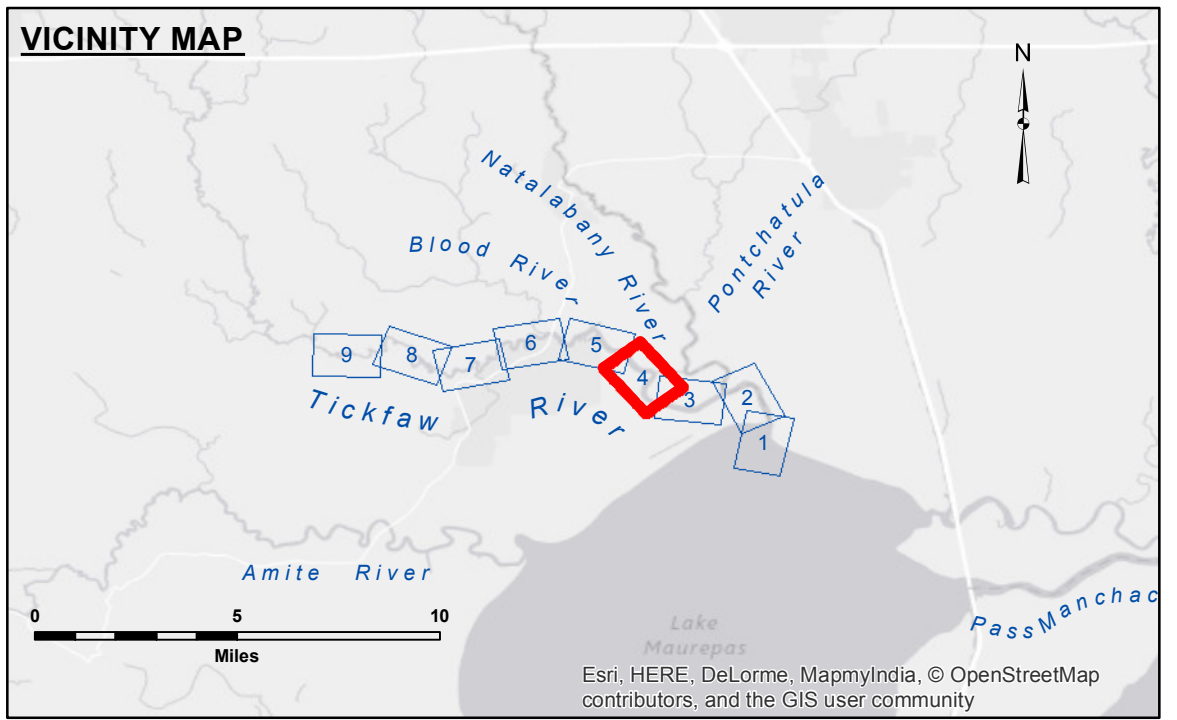 VICINITY MAP
N
Natalabany River
Pontchatula
River
Blood River
9
8
7
6
5
4
3
2
1
Tickfaw River
Amite River
Pass Manchac
0 5 10
Miles
Lake
Maurepas
Esri, HERE, DeLorme, MapmyIndia, © OpenStreetMap
contributors, and the GIS user community